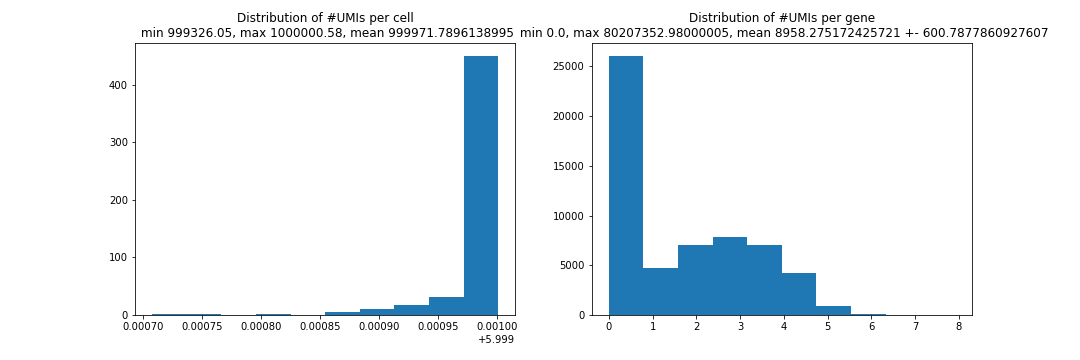 Distribution of #UMIs per cell
min 999326.05, max 1000000.58, mean 999971.7896138995
400
300
200
100
0
0.00070 0.00075 0.00080 0.00085 0.00090 0.00095 0.00100
+5.999
Distribution of #UMIs per gene
min 0.0, max 80207352.98000005, mean 8958.275172425721 +- 600.7877860927607
25000
20000
15000
10000
5000
0
0 1 2 3 4 5 6 7 8